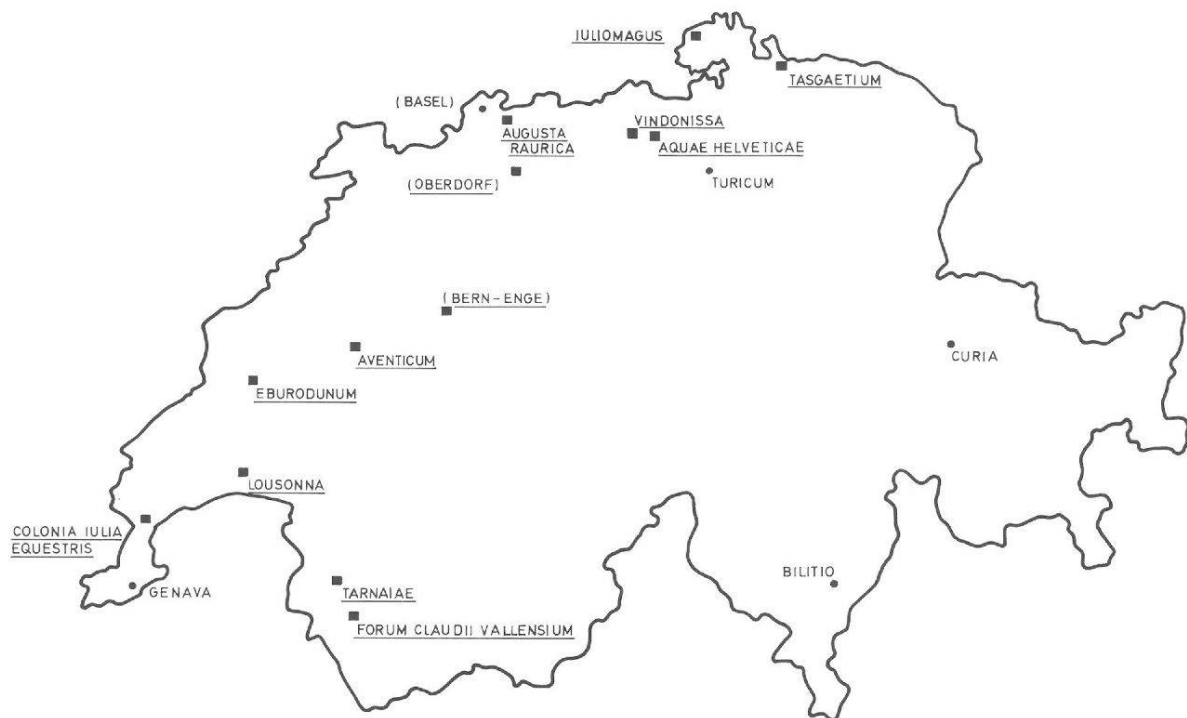 IULIOMAGUS
TASGAETIUM
(BASEL)
AUGUSTA
RAURICA
VINDONISSA
AQUAE HELVETICAE
(OBERDORF)
TURICUM
(BERN-ENGE)
AVENTICUM
CURIA
EBURODUNUM
LOUSONNA
COLONIA IULIA
EQUESTRIS
GENAVA
BILITIO
TARNAIAE
FORUM CLAUDII VALLENSIUM